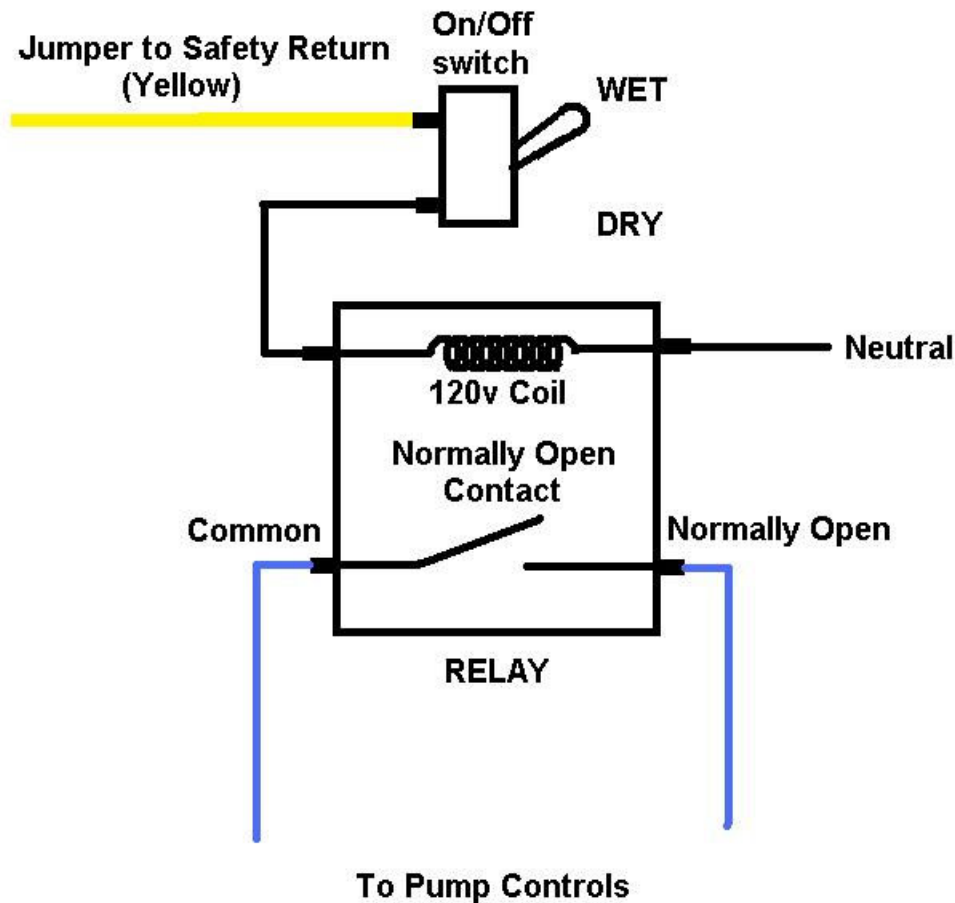 Jumper to Safety Return
(Yellow)
On/Off
switch
WET
DRY
Neutral
120v Coil
Normally Open
Contact
Common
Normally Open
RELAY
To Pump Controls